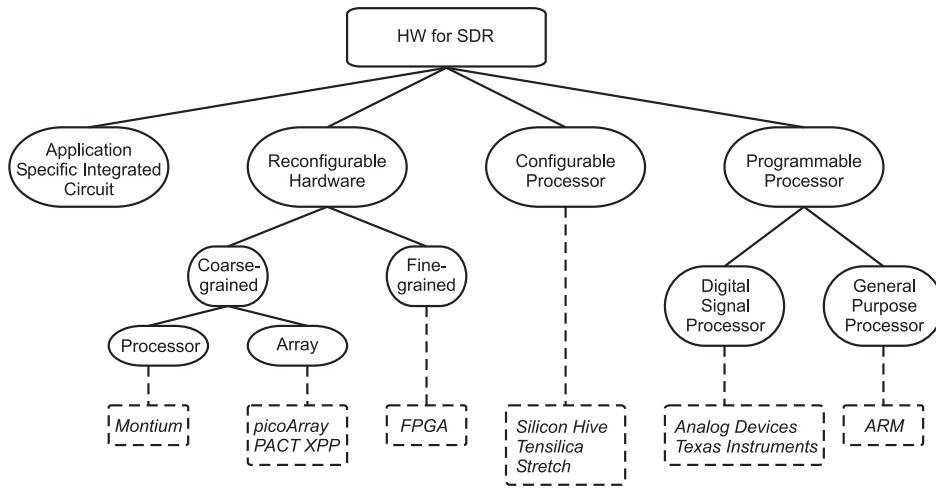 HW for SDR
Application
Specific Integrated
Circuit
Reconfigurable
Hardware
Configurable
Processor
Programmable
Processor
Coarse-
grained
Fine-
grained
Digital
Signal
Processor
General
Purpose
Processor
Processor
Array
Montium
picoArray
PACT XPP
FPGA
Silicon Hive
Tensilica
Stretch
Analog Devices
Texas Instruments
ARM